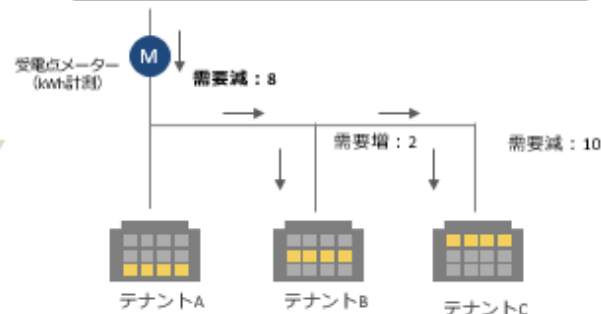 M
受電点メーター
(kWh計測)
需要減：8
需要増：2
需要減：10
テナントA
テナントB
テナントC